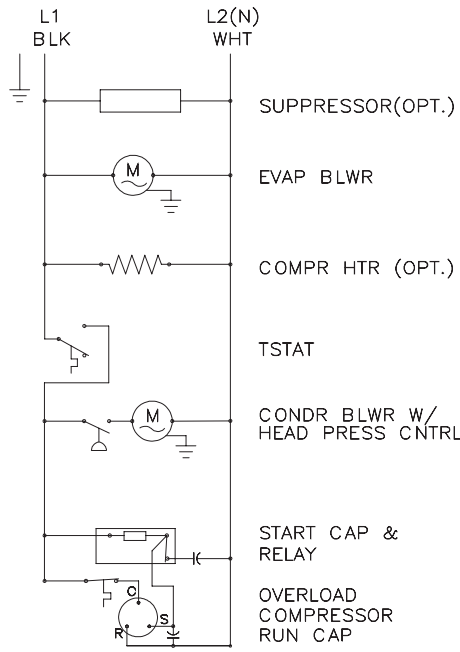 L1 L2(N)
BLK WHT
SUPPRESSOR(OPT.)
M
EVAP BLWR
COMPR HTR (OPT.)
TSTAT
M
CONDR BLWR W/
HEAD PRESS CNTRL
START CAP &
RELAY
C
S
R
OVERLOAD
COMPRESSOR
RUN CAP